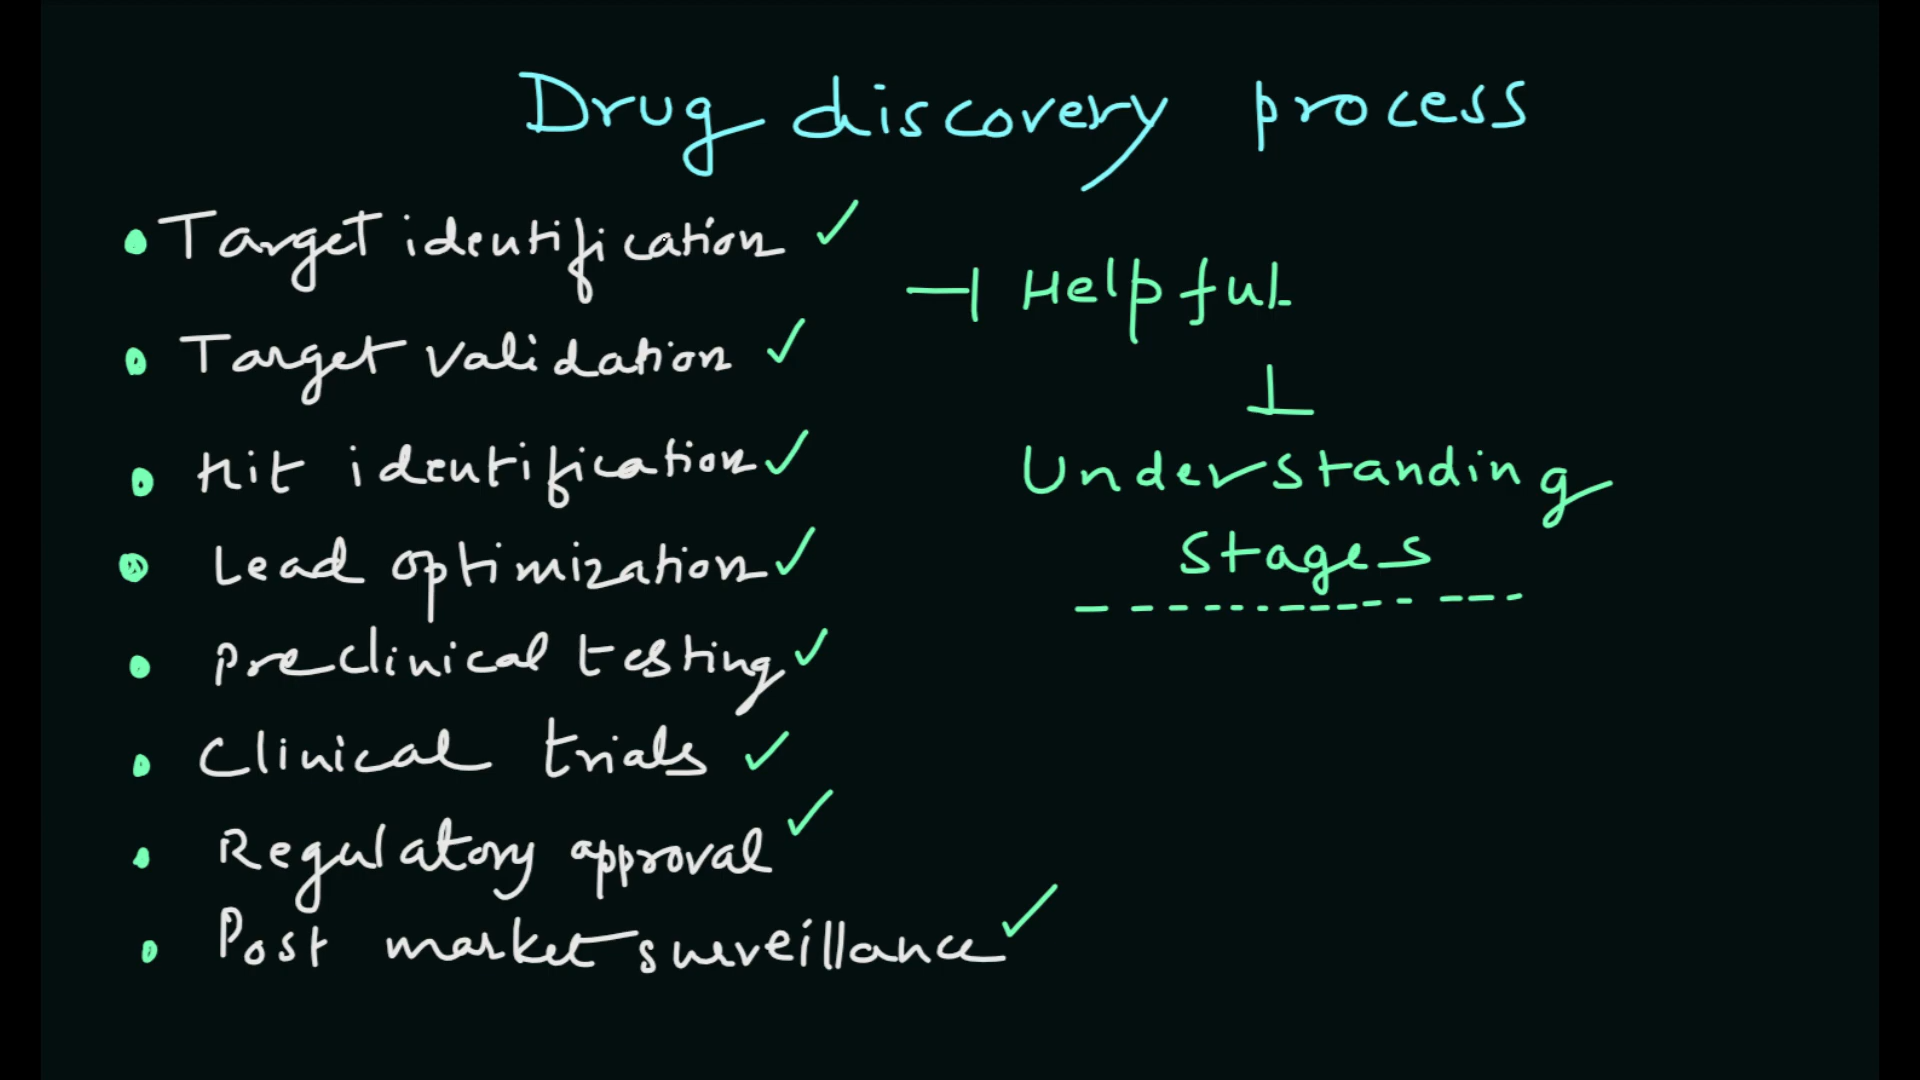 Drug discovery process
• Target identification ✓
• Target validation ✓
• Hit identification ✓
• Lead optimization ✓
• Preclinical testing ✓
• Clinical trials ✓
• Regulatory approval ✓
• Post market surveillance ✓
Helpful
Understanding
Stages